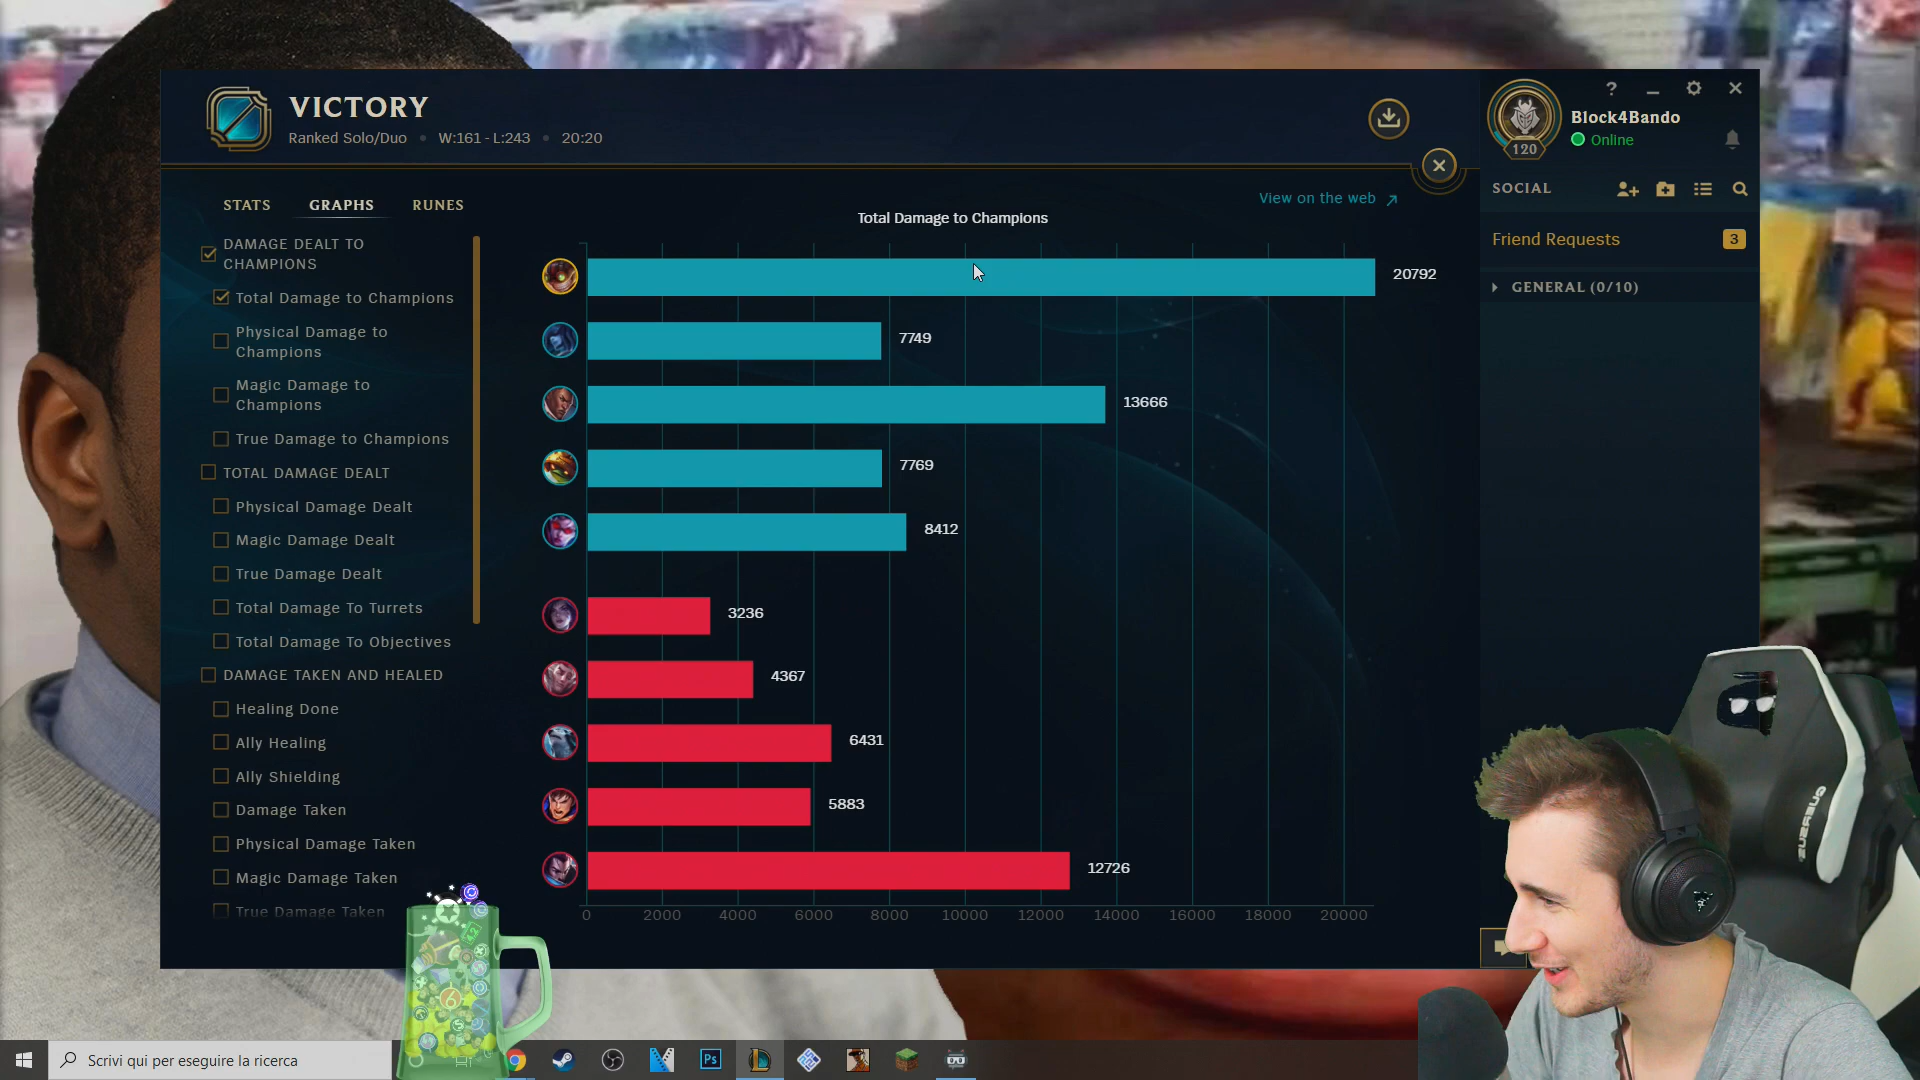 VICTORY
Ranked Solo/Duo • W:161 - L:243 • 20:20
Block4Bando
120
Online
STATS GRAPHS RUNES
View on the web
SOCIAL
Friend Requests 3
GENERAL (0/10)
DAMAGE DEALT TO
CHAMPIONS
Total Damage to Champions
Physical Damage to
Champions
Magic Damage to
Champions
True Damage to Champions
TOTAL DAMAGE DEALT
Physical Damage Dealt
Magic Damage Dealt
True Damage Dealt
Total Damage To Turrets
Total Damage To Objectives
DAMAGE TAKEN AND HEALED
Healing Done
Ally Healing
Ally Shielding
Damage Taken
Physical Damage Taken
Magic Damage Taken
True Damage Taken
Total Damage to Champions
20792
7749
13666
7769
8412
3236
4367
6431
5883
12726
0 2000 4000 6000 8000 10000 12000 14000 16000 18000 20000
Scrivi qui per eseguire la ricerca
Ps